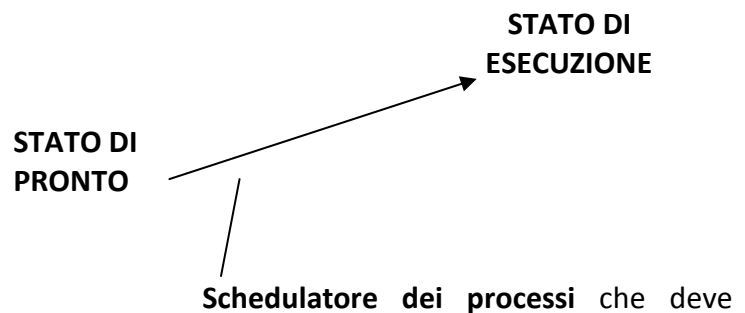 STATO DI
ESECUZIONE
STATO DI
PRONTO
Schedulatore dei processi che deve